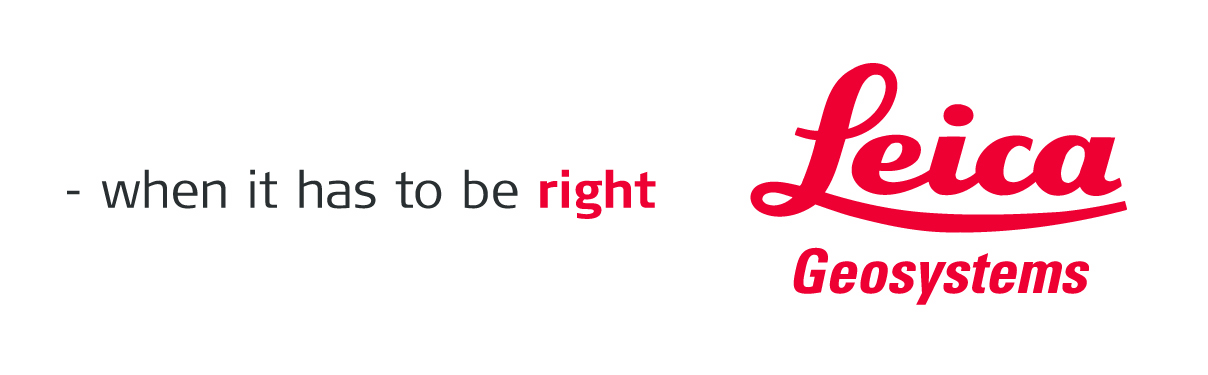 - when it has to be right
Leica
Geosystems